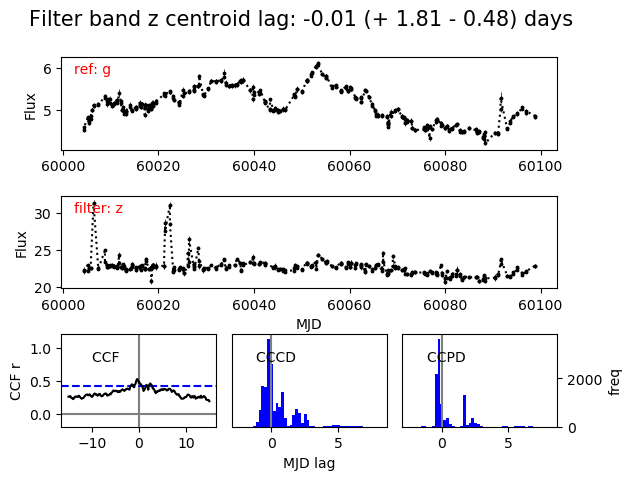 Filter band z centroid lag: -0.01 (+ 1.81 - 0.48) days
ref: g
Flux
6
5
60000 60020 60040 60060 60080 60100
filter: z
Flux
30
25
20
60000 60020 60040 60060 60080 60100
MJD
CCF
CCF r
1.0
0.5
0.0
−10 0 10
CCCD
0 5
MJD lag
CCPD
0 5
2000
0
freq